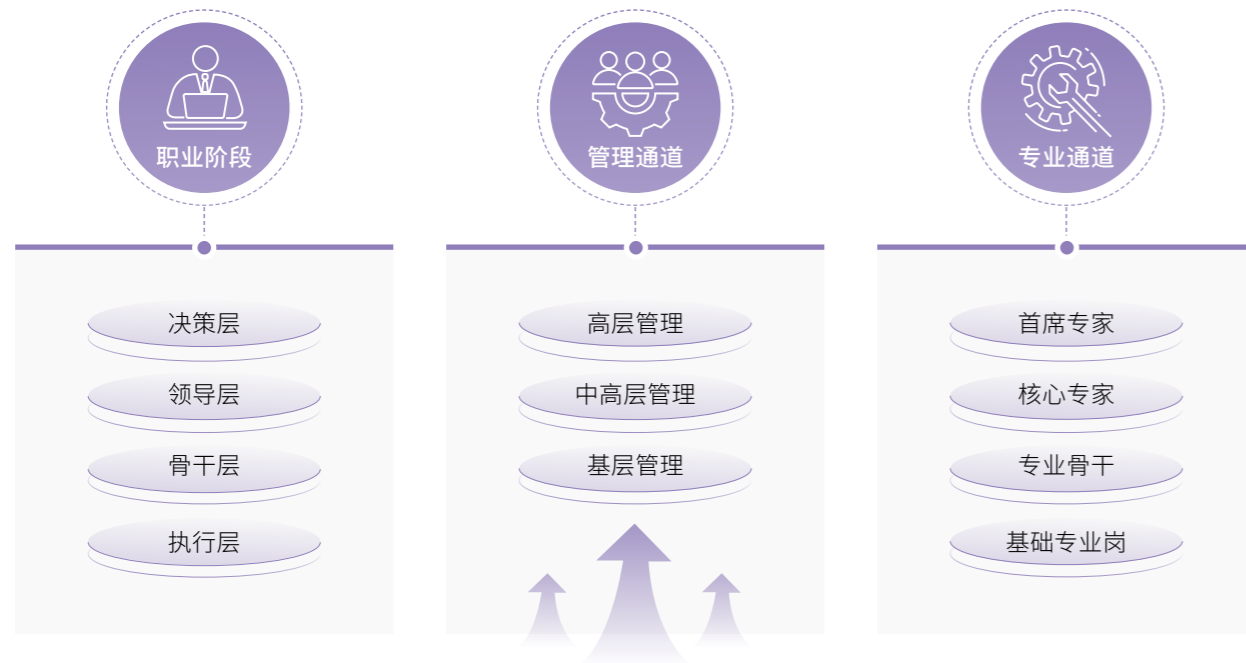 职业阶段
决策层
领导层
骨干层
执行层
管理通道
高层管理
中高层管理
基层管理
专业通道
首席专家
核心专家
专业骨干
基础专业岗